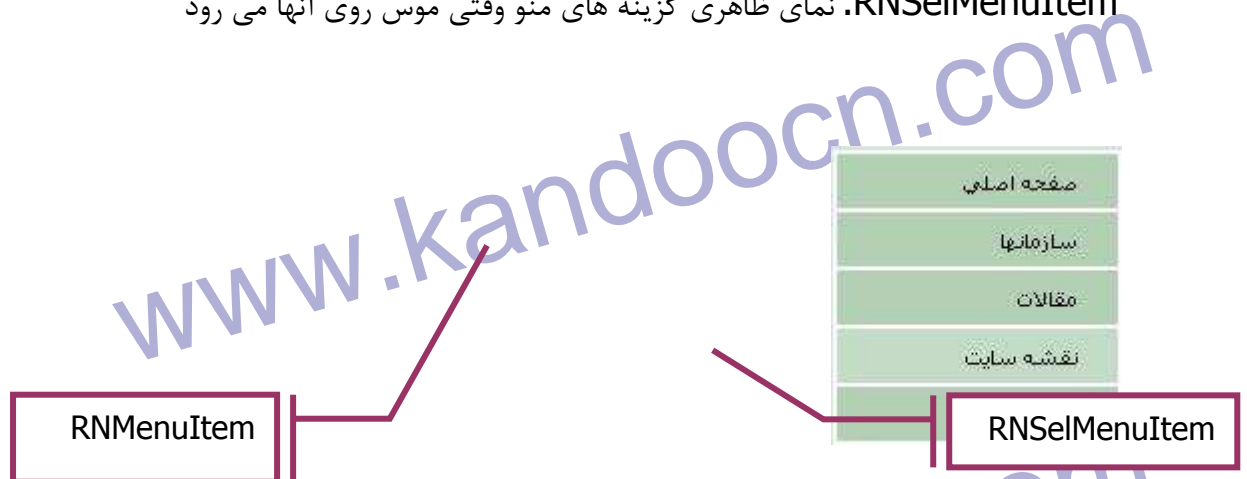 RNSelMenuItem. نمای ظاهری گزینه های منو وقتی موس روی آنها می رود
www.kandoocn.com
صفحه اصلي
سازمانها
مقالات
نقشه سايت
RNMenuItem
RNSelMenuItem